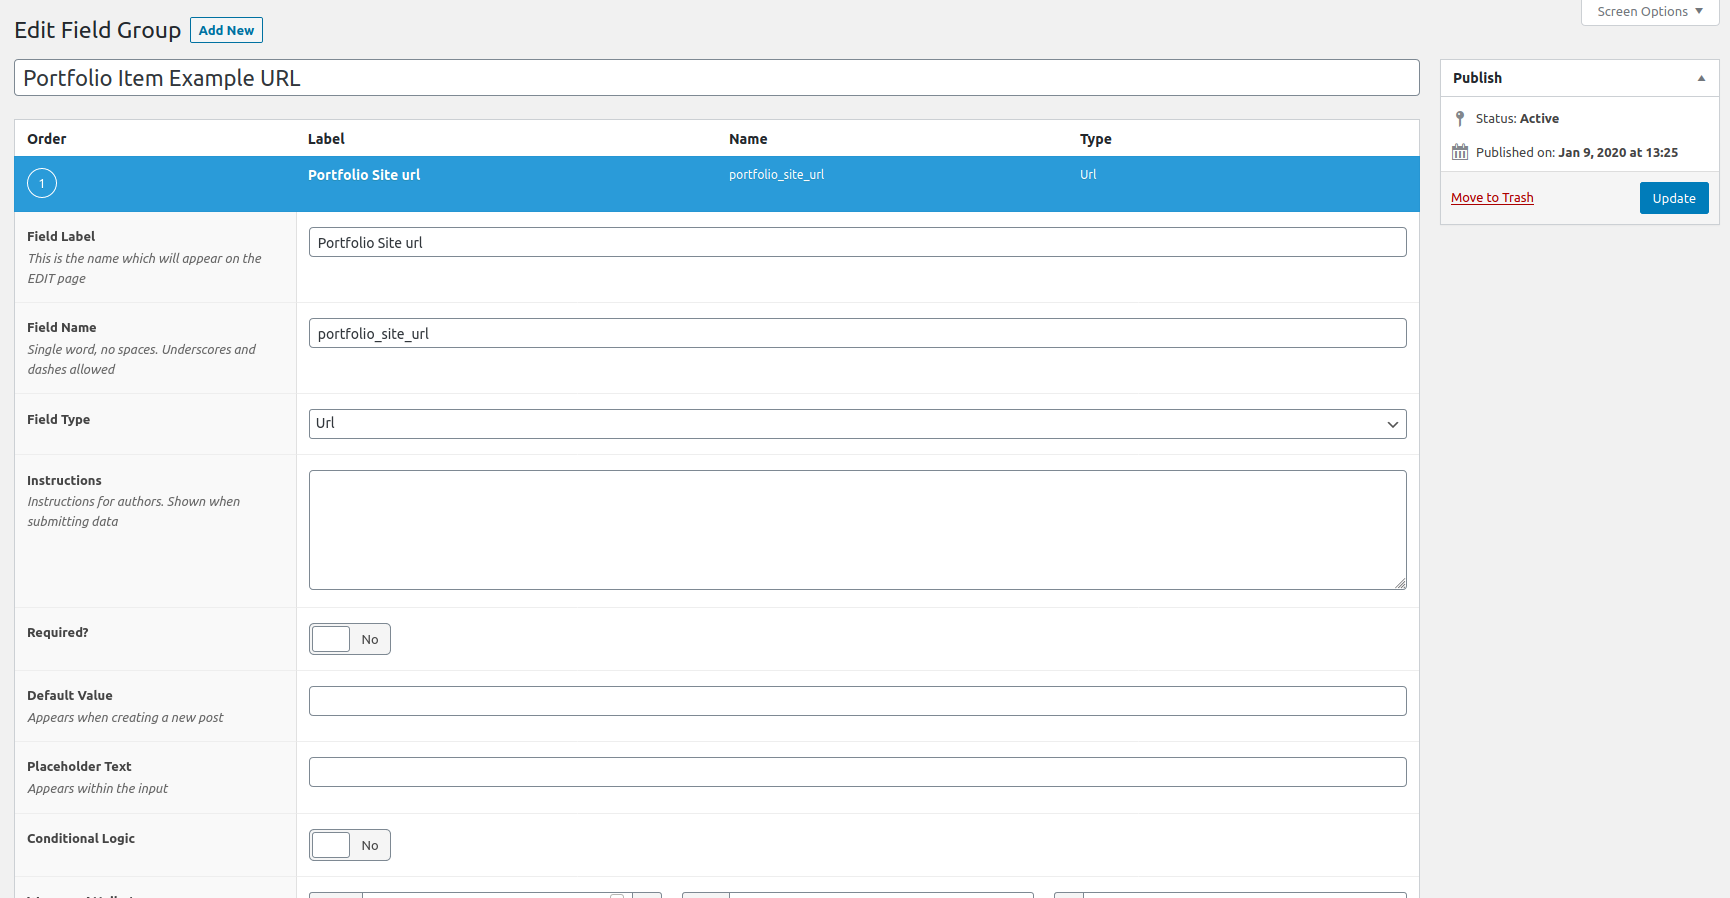 Screen Options
Edit Field Group
Add New
Portfolio Item Example URL
Publish
Status: Active
Published on: Jan 9, 2020 at 13:25
Move to Trash
Update
Order Label Name Type
1 Portfolio Site url portfolio_site_url Url
Field Label
This is the name which will appear on the
EDIT page
Portfolio Site url
Field Name
Single word, no spaces. Underscores and
dashes allowed
portfolio_site_url
Field Type
Url
Instructions
Instructions for authors. Shown when
submitting data
Required?
No
Default Value
Appears when creating a new post
Placeholder Text
Appears within the input
Conditional Logic
No